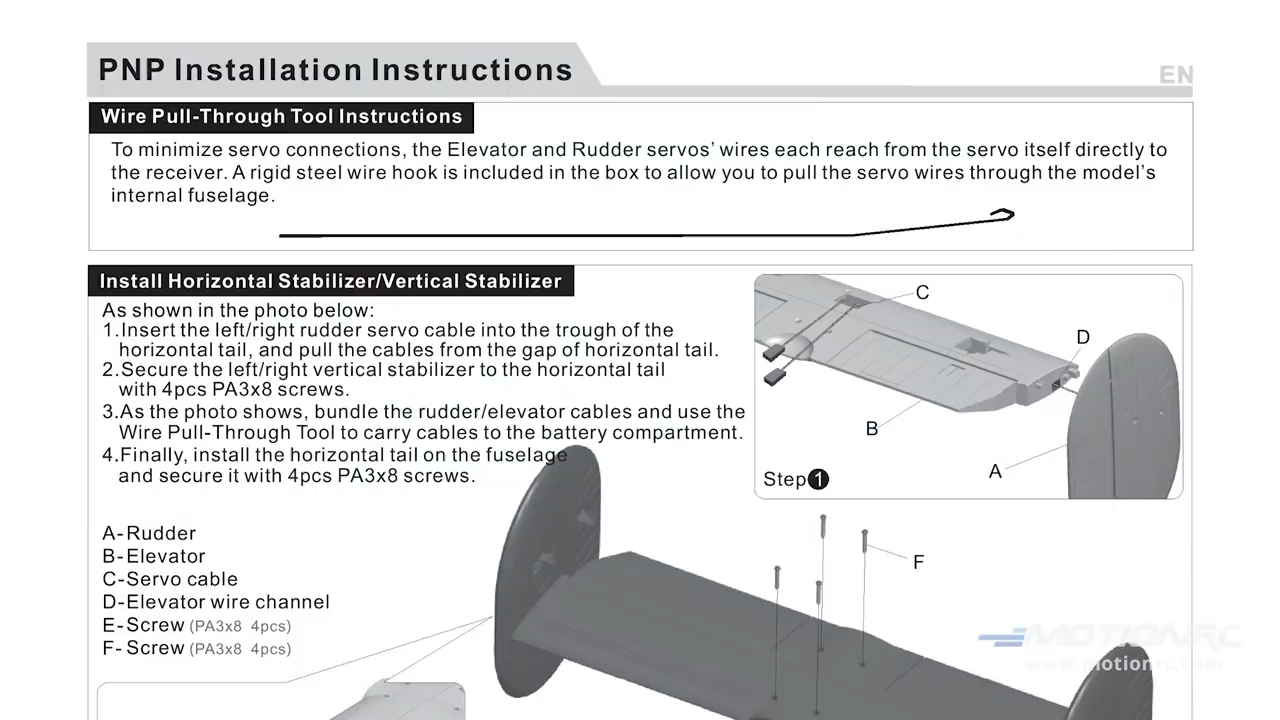 PNP Installation Instructions
EN
Wire Pull-Through Tool Instructions
To minimize servo connections, the Elevator and Rudder servos' wires each reach from the servo itself directly to
the receiver. A rigid steel wire hook is included in the box to allow you to pull the servo wires through the model's
internal fuselage.
Install Horizontal Stabilizer/Vertical Stabilizer
As shown in the photo below:
1.Insert the left/right rudder servo cable into the trough of the
horizontal tail, and pull the cables from the gap of horizontal tail.
2.Secure the left/right vertical stabilizer to the horizontal tail
with 4pcs PA3x8 screws.
3.As the photo shows, bundle the rudder/elevator cables and use the
Wire Pull-Through Tool to carry cables to the battery compartment.
4.Finally, install the horizontal tail on the fuselage
and secure it with 4pcs PA3x8 screws.
C
D
B
A
Step 1
A-Rudder
B-Elevator
C-Servo cable
D-Elevator wire channel
E-Screw (PA3x8 4pcs)
F-Screw (PA3x8 4pcs)
F
MOTIONRC
www.motionrc.com